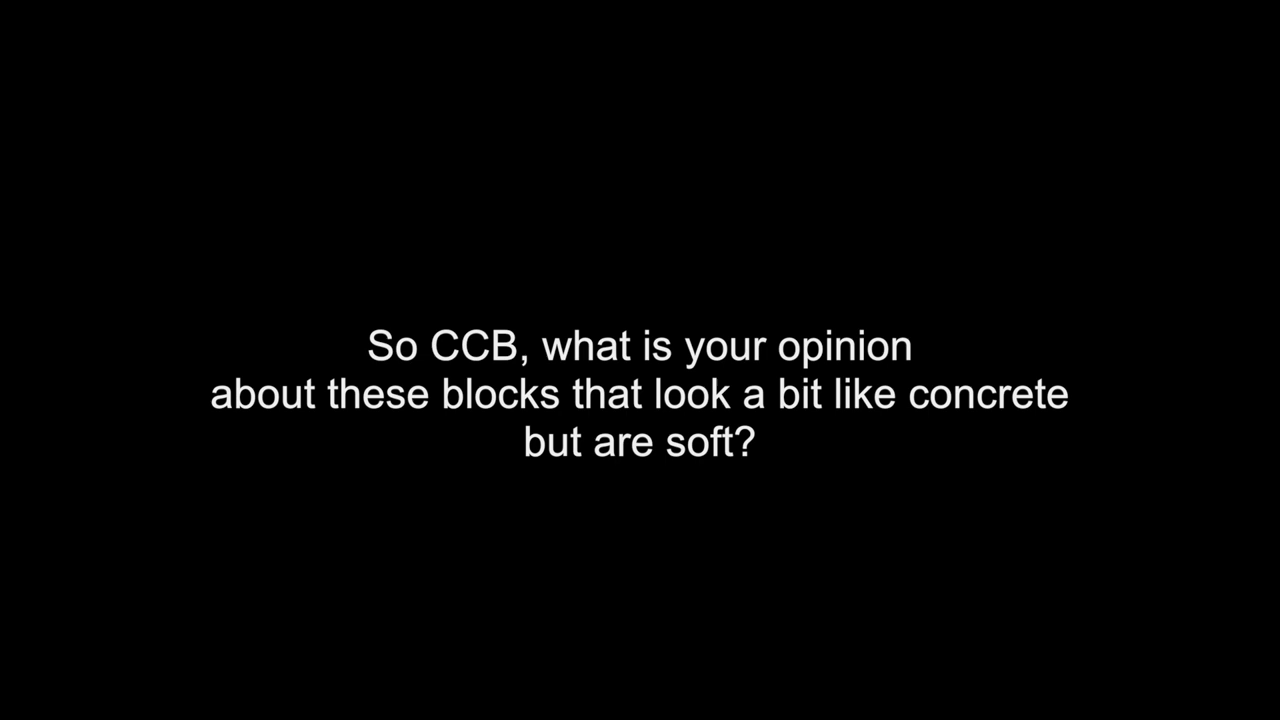 So CCB, what is your opinion
about these blocks that look a bit like concrete
but are soft?